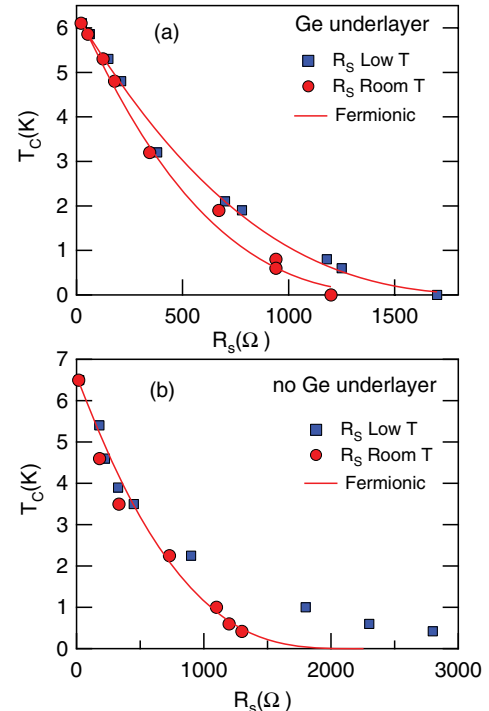 (a)
Ge underlayer
R_S Low T
R_S Room T
Fermionic
T_C(K)
6
5
4
3
2
1
0
0 500 1000 1500
R_s(Ω)
(b)
no Ge underlayer
R_S Low T
R_S Room T
Fermionic
T_C(K)
7
6
5
4
3
2
1
0
0 1000 2000 3000
R_s(Ω)